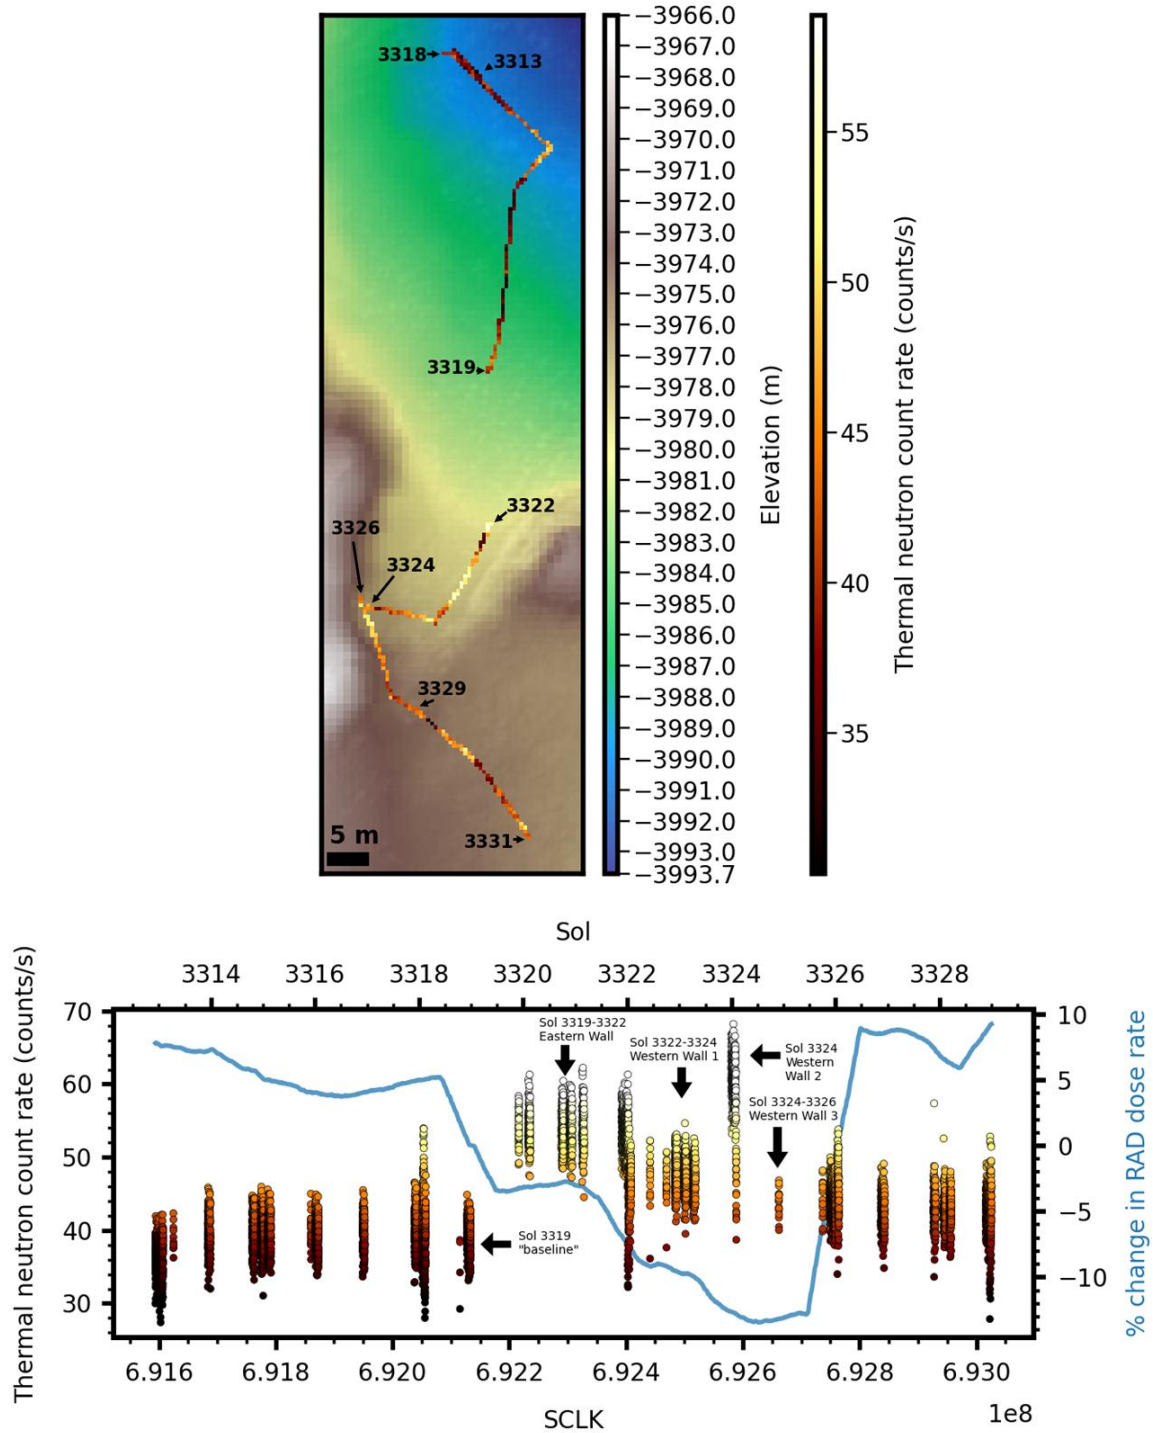 3318
3313
3319
3322
3326
3324
3329
3331
5 m
−3966.0
−3967.0
−3968.0
−3969.0
−3970.0
−3971.0
−3972.0
−3973.0
−3974.0
−3975.0
−3976.0
−3977.0
−3978.0
−3979.0
−3980.0
−3981.0
−3982.0
−3983.0
−3984.0
−3985.0
−3986.0
−3987.0
−3988.0
−3989.0
−3990.0
−3991.0
−3992.0
−3993.0
−3993.7
Elevation (m)
55
50
45
40
35
Thermal neutron count rate (counts/s)
Sol
3314 3316 3318 3320 3322 3324 3326 3328
Thermal neutron count rate (counts/s)
70
60
50
40
30
Sol 3319-3322
Eastern Wall
Sol 3322-3324
Western Wall 1
Sol 3324
Western
Wall 2
Sol 3324-3326
Western Wall 3
Sol 3319
"baseline"
10
5
0
−5
−10
% change in RAD dose rate
6.916 6.918 6.920 6.922 6.924 6.926 6.928 6.930
SCLK
1e8